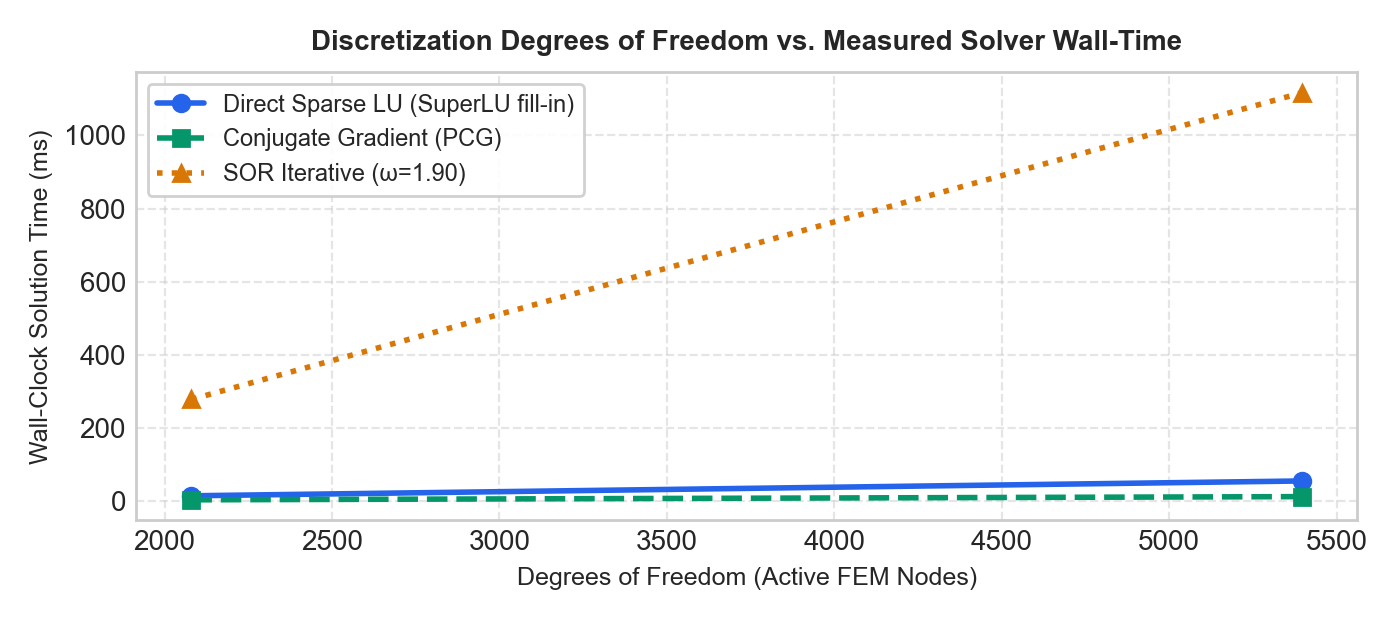 Discretization Degrees of Freedom vs. Measured Solver Wall-Time
Direct Sparse LU (SuperLU fill-in)
Conjugate Gradient (PCG)
SOR Iterative (ω=1.90)
Wall-Clock Solution Time (ms)
1000
800
600
400
200
0
2000 2500 3000 3500 4000 4500 5000 5500
Degrees of Freedom (Active FEM Nodes)